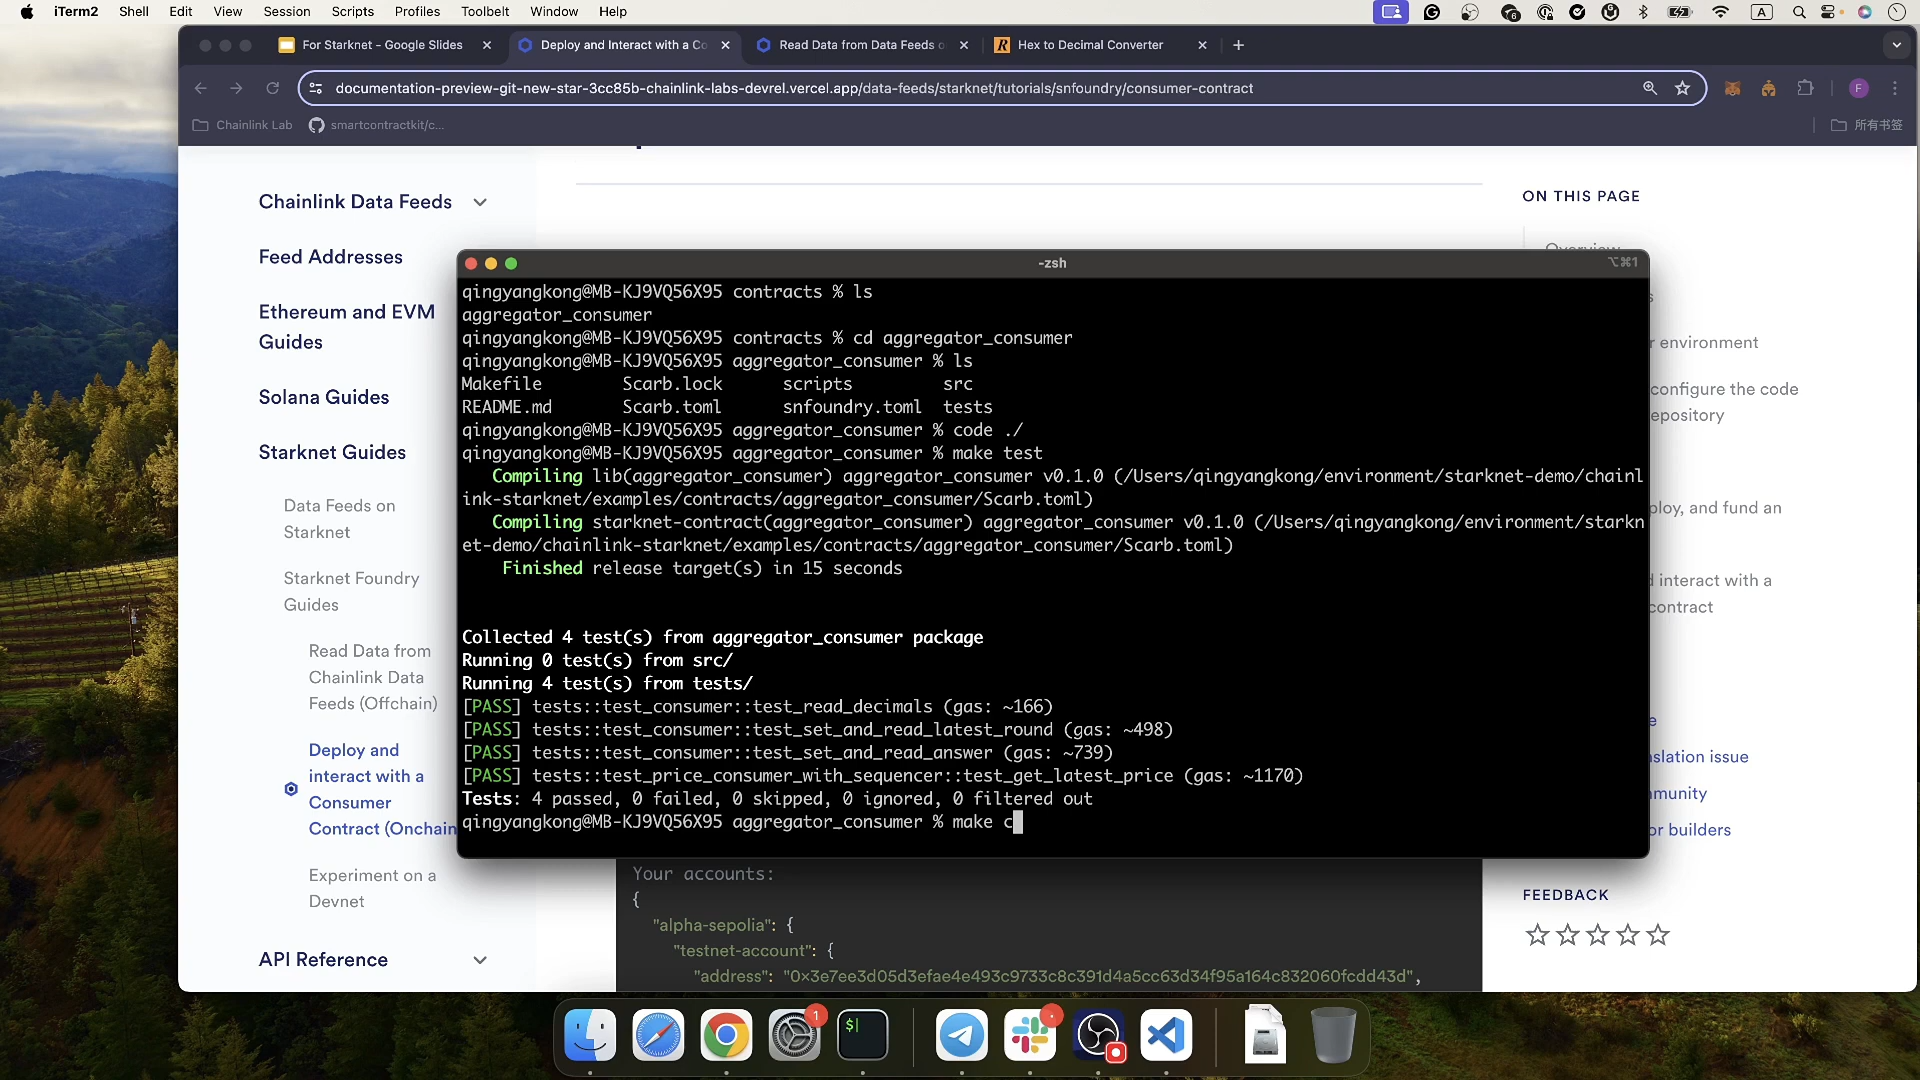 iTerm2 Shell Edit View Session Scripts Profiles Toolbelt Window Help
For Starknet - Google Slides
Deploy and Interact with a Co
Read Data from Data Feeds o
Hex to Decimal Converter
documentation-preview-git-new-star-3cc85b-chainlink-labs-devrel.vercel.app/data-feeds/starknet/tutorials/snfoundry/consumer-contract
Chainlink Lab
smartcontractkit/c...
所有书签
Chainlink Data Feeds
Feed Addresses
Ethereum and EVM
Guides
Solana Guides
Starknet Guides
Data Feeds on
Starknet
Starknet Foundry
Guides
Read Data from
Chainlink Data
Feeds (Offchain)
Deploy and
interact with a
Consumer
Contract (Onchain
Experiment on a
Devnet
API Reference
-zsh
⌥⌘1
qingyangkong@MB-KJ9VQ56X95 contracts % ls
aggregator_consumer
qingyangkong@MB-KJ9VQ56X95 contracts % cd aggregator_consumer
qingyangkong@MB-KJ9VQ56X95 aggregator_consumer % ls
Makefile Scarb.lock scripts src
README.md Scarb.toml snfoundry.toml tests
qingyangkong@MB-KJ9VQ56X95 aggregator_consumer % code ./
qingyangkong@MB-KJ9VQ56X95 aggregator_consumer % make test
Compiling lib(aggregator_consumer) aggregator_consumer v0.1.0 (/Users/qingyangkong/environment/starknet-demo/chainl
ink-starknet/examples/contracts/aggregator_consumer/Scarb.toml)
Compiling starknet-contract(aggregator_consumer) aggregator_consumer v0.1.0 (/Users/qingyangkong/environment/starkn
et-demo/chainlink-starknet/examples/contracts/aggregator_consumer/Scarb.toml)
Finished release target(s) in 15 seconds
Collected 4 test(s) from aggregator_consumer package
Running 0 test(s) from src/
Running 4 test(s) from tests/
[PASS] tests::test_consumer::test_read_decimals (gas: ~166)
[PASS] tests::test_consumer::test_set_and_read_latest_round (gas: ~498)
[PASS] tests::test_consumer::test_set_and_read_answer (gas: ~739)
[PASS] tests::test_price_consumer_with_sequencer::test_get_latest_price (gas: ~1170)
Tests: 4 passed, 0 failed, 0 skipped, 0 ignored, 0 filtered out
qingyangkong@MB-KJ9VQ56X95 aggregator_consumer % make c
Your accounts:
{
"alpha-sepolia": {
"testnet-account": {
"address": "0x3e7ee3d05d3efae4e493c9733c8c391d4a5cc63d34f95a164c832060fcdd43d",
ON THIS PAGE
Overview
s
r environment
configure the code
epository
ploy, and fund an
d interact with a
contract
e
nslation issue
mmunity
or builders
FEEDBACK
1